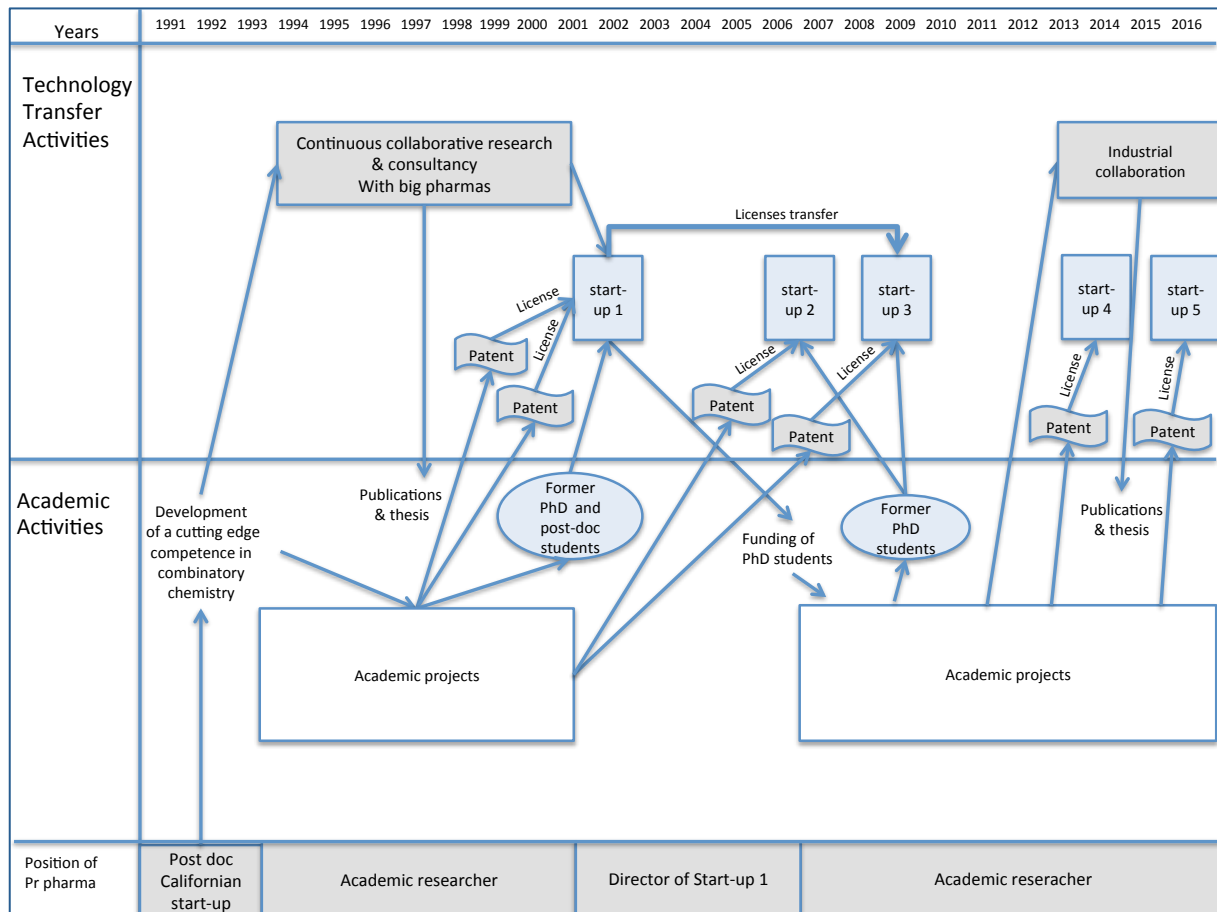 Years
1991 1992 1993 1994 1995 1996 1997 1998 1999 2000 2001 2002 2003 2004 2005 2006 2007 2008 2009 2010 2011 2012 2013 2014 2015 2016
Technology
Transfer
Activities
Continuous collaborative research
& consultancy
With big pharmas
Industrial
collaboration
Licenses transfer
start-
up 1
start-
up 2
start-
up 3
start-
up 4
start-
up 5
License
License
License
License
License
License
Patent
Patent
Patent
Patent
Patent
Patent
Academic
Activities
Development
of a cutting edge
competence in
combinatory
chemistry
Publications
& thesis
Former
PhD and
post-doc
students
Funding of
PhD students
Former
PhD
students
Publications
& thesis
Academic projects
Academic projects
Position of
Pr pharma
Post doc
Californian
start-up
Academic researcher
Director of Start-up 1
Academic reseracher